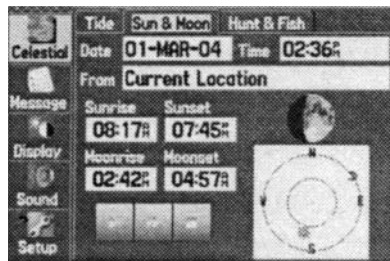 Tide Sun & Moon Hunt & Fish
Celestial
Date 01-MAR-04 Time 02:36
From Current Location
Message
Sunrise Sunset
08:17 07:45
Display
Moonrise Moonset
02:42 04:57
Sound
Setup
N
E
S